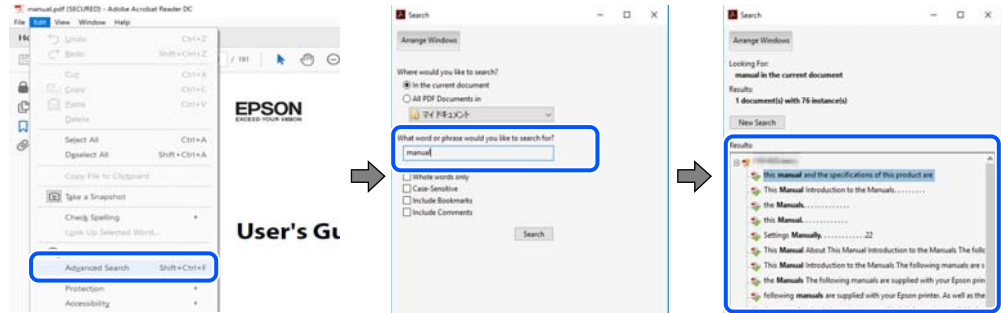 manual.pdf (SECURED) - Adobe Acrobat Reader DC
File Edit View Window Help
Undo Ctrl+Z
Redo Shift+Ctrl+Z
Cut Ctrl+X
Copy Ctrl+C
Paste Ctrl+V
Delete
Select All Ctrl+A
Deselect All Shift+Ctrl+A
Copy File to Clipboard
Take a Snapshot
Check Spelling
Look Up Selected Word...
Advanced Search Shift+Ctrl+F
Protection
Accessibility
/ 181
EPSON
EXCEED YOUR VISION
User's Gu
Search
Arrange Windows
Where would you like to search?
In the current document
All PDF Documents in
マイ ドキュメント
What word or phrase would you like to search for?
manual
Whole words only
Case-Sensitive
Include Bookmarks
Include Comments
Search
Search
Arrange Windows
Looking For:
manual in the current document
Results:
1 document(s) with 76 instance(s)
New Search
Results:
this manual and the specifications of this product are
This Manual Introduction to the Manuals. . . . . . . . .
the Manuals. . . . . . . . . . . .
this Manual. . . . . . . . . . . .
Settings Manually. . . . . . . . . . . .22
This Manual About This Manual Introduction to the Manuals The follo
This Manual Introduction to the Manuals The following manuals are s
the Manuals The following manuals are supplied with your Epson prin
following manuals are supplied with your Epson printer. As well as the